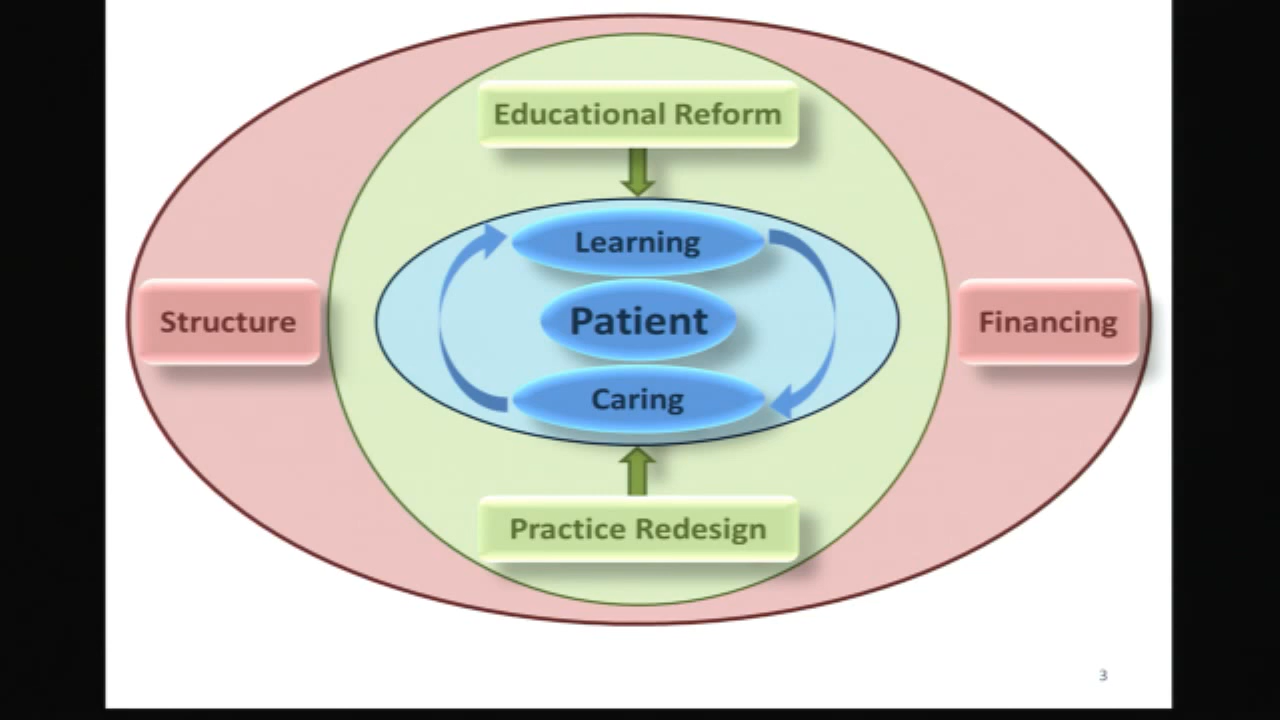 Educational Reform
Learning
Structure
Patient
Financing
Caring
Practice Redesign
3